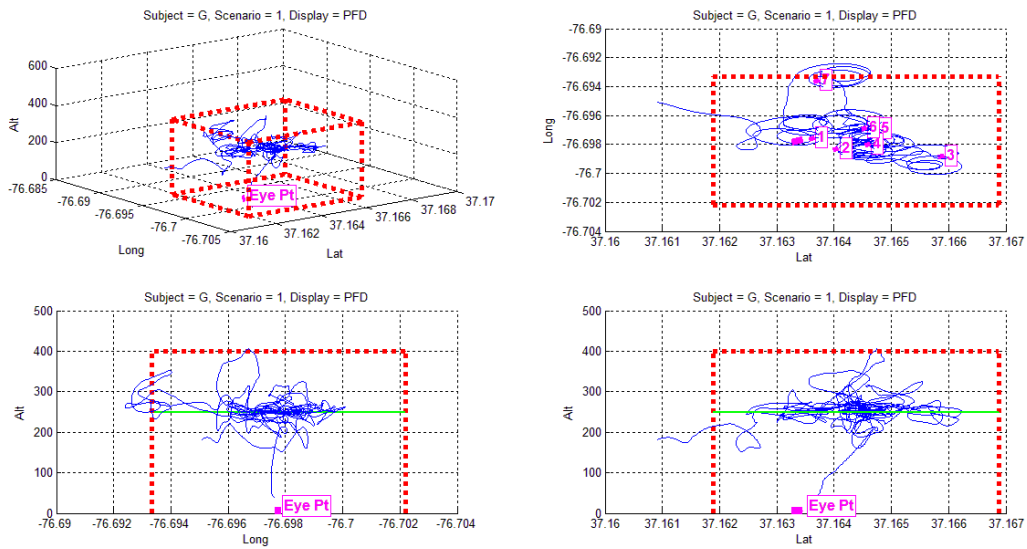 Subject = G, Scenario = 1, Display = PFD
600
400
200
0
Alt
-76.685
-76.69
-76.695
-76.7
-76.705
Long
37.16
37.162
37.164
37.166
37.168
37.17
Lat
Eye Pt
Subject = G, Scenario = 1, Display = PFD
-76.69
-76.692
-76.694
-76.696
-76.698
-76.7
-76.702
-76.704
Long
7
6 5
1
2 4
3
37.16 37.161 37.162 37.163 37.164 37.165 37.166 37.167
Lat
Subject = G, Scenario = 1, Display = PFD
500
400
300
200
100
0
Alt
Eye Pt
-76.69 -76.692 -76.694 -76.696 -76.698 -76.7 -76.702 -76.704
Long
Subject = G, Scenario = 1, Display = PFD
500
400
300
200
100
0
Alt
Eye Pt
37.16 37.161 37.162 37.163 37.164 37.165 37.166 37.167
Lat